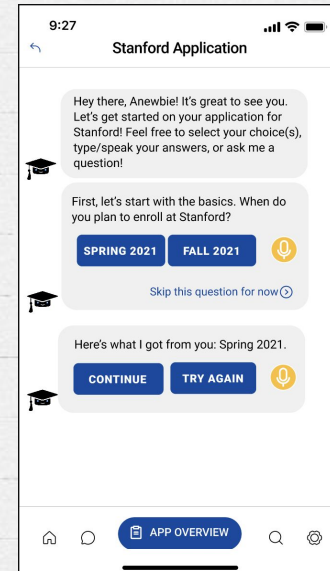 9:27
Stanford Application
Hey there, Anewbie! It's great to see you.
Let's get started on your application for
Stanford! Feel free to select your choice(s),
type/speak your answers, or ask me a
question!
First, let's start with the basics. When do
you plan to enroll at Stanford?
SPRING 2021 FALL 2021
Skip this question for now
Here's what I got from you: Spring 2021.
CONTINUE TRY AGAIN
APP OVERVIEW